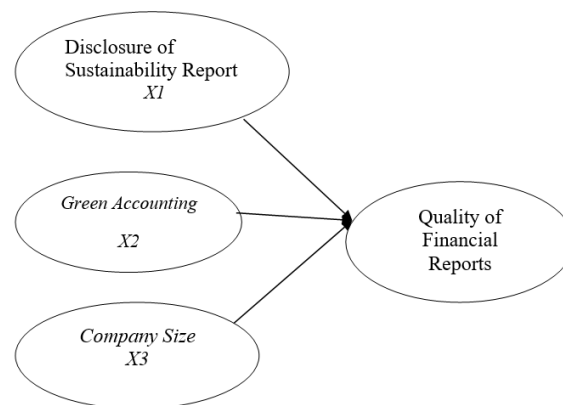 Disclosure of
Sustainability Report
X1
Green Accounting
X2
Company Size
X3
Quality of
Financial
Reports